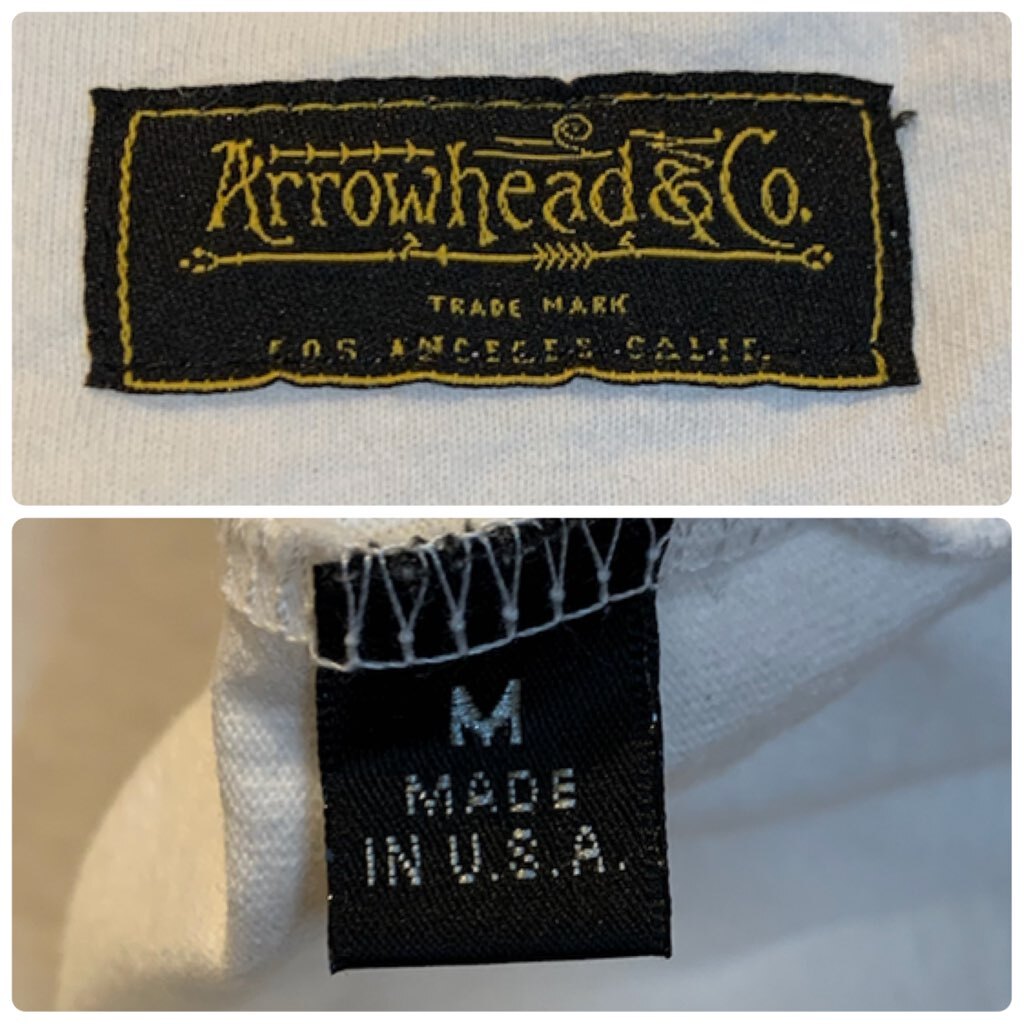 Arrowhead & Co.
TRADE MARK
LOS ANGELES CALIF.
M
MADE
IN U.S.A.